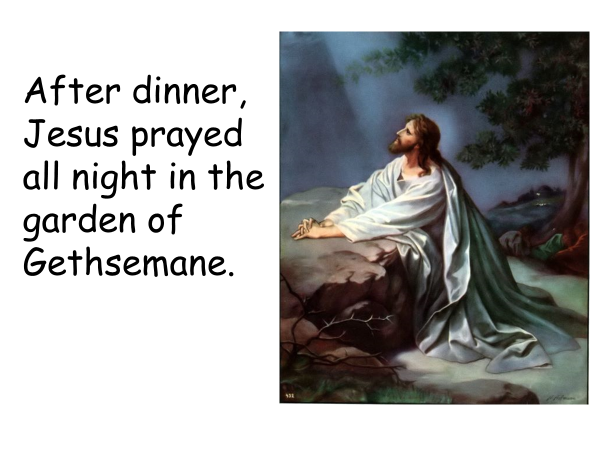 After dinner,
Jesus prayed
all night in the
garden of
Gethsemane.